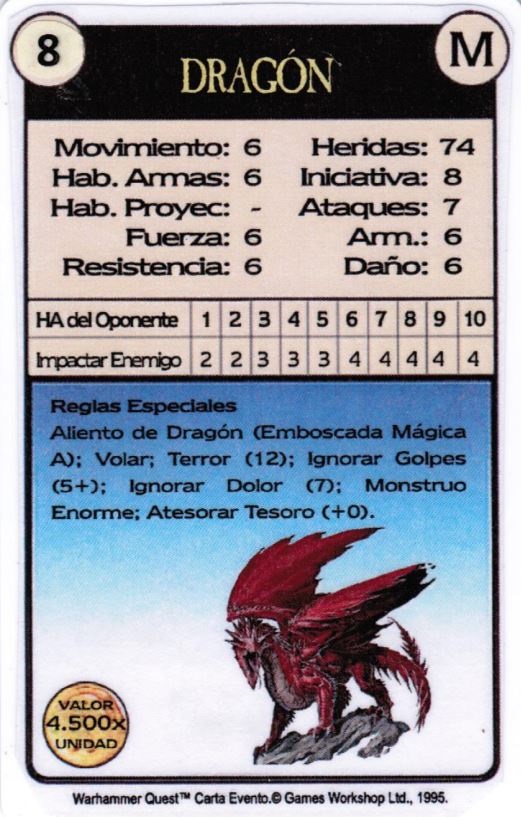 8
M
DRAGÓN
Movimiento: 6 Heridas: 74
Hab. Armas: 6 Iniciativa: 8
Hab. Proyec: - Ataques: 7
Fuerza: 6 Arm.: 6
Resistencia: 6 Daño: 6
HA del Oponente 1 2 3 4 5 6 7 8 9 10
Impactar Enemigo 2 2 3 3 3 4 4 4 4 4
Reglas Especiales
Aliento de Dragón (Emboscada Mágica
A); Volar; Terror (12); Ignorar Golpes
(5+); Ignorar Dolor (7); Monstruo
Enorme; Atesorar Tesoro (+0).
VALOR
4.500x
UNIDAD
Warhammer Quest™ Carta Evento.© Games Workshop Ltd., 1995.